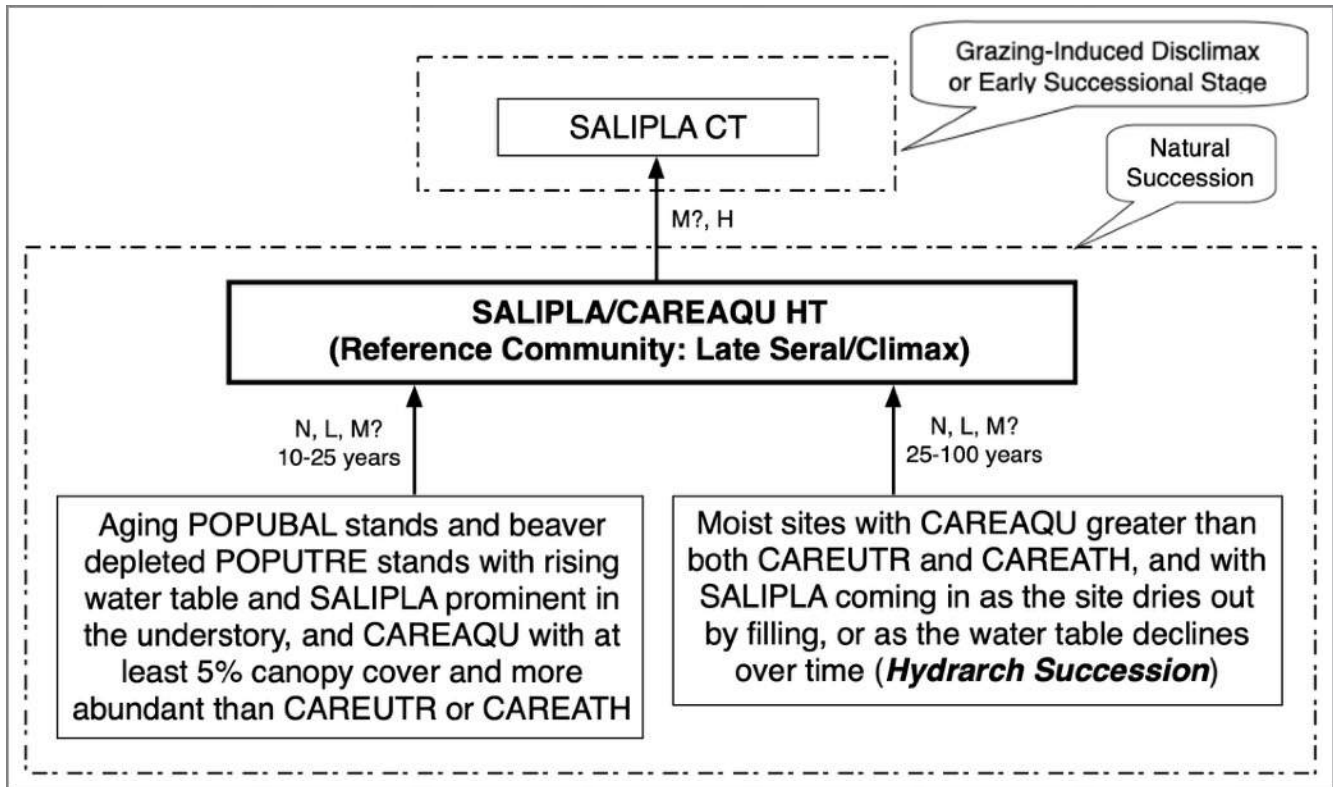 Grazing-Induced Disclimax
or Early Successional Stage
SALIPLA CT
Natural
Succession
M?, H
SALIPLA/CAREAQU HT
(Reference Community: Late Seral/Climax)
N, L, M?
10-25 years
N, L, M?
25-100 years
Aging POPUBAL stands and beaver
depleted POPUTRE stands with rising
water table and SALIPLA prominent in
the understory, and CAREAQU with at
least 5% canopy cover and more
abundant than CAREUTR or CAREATH
Moist sites with CAREAQU greater than
both CAREUTR and CAREATH, and with
SALIPLA coming in as the site dries out
by filling, or as the water table declines
over time (Hydrarch Succession)